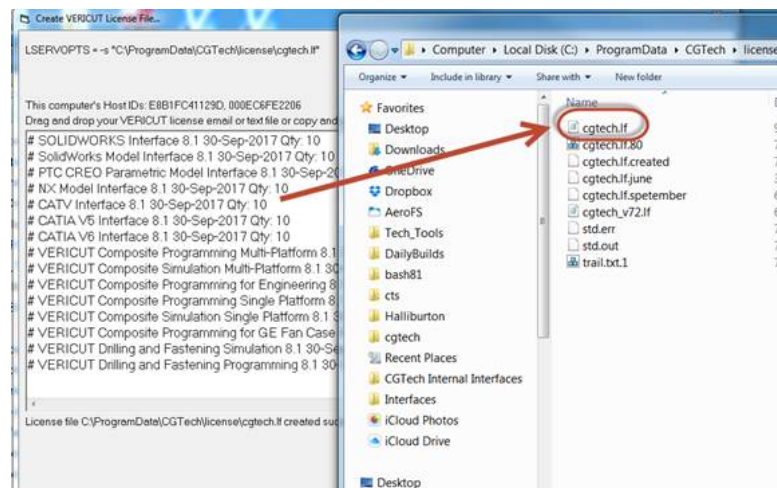 Create VERICUT License File...
LSERVOPTS = -s "C:\ProgramData\CGTech\license\cgtech.lf"
This computer's Host IDs: E8B1FC41129D, 000EC6FE2206
Drag and drop your VERICUT license email or text file or copy and
# SOLIDWORKS Interface 8.1 30-Sep-2017 Qty: 10
# SolidWorks Model Interface 8.1 30-Sep-2017 Qty: 10
# PTC CREO Parametric Model Interface 8.1 30-Sep-20
# NX Model Interface 8.1 30-Sep-2017 Qty: 10
# CATV Interface 8.1 30-Sep-2017 Qty: 10
# CATIA V5 Interface 8.1 30-Sep-2017 Qty: 10
# CATIA V6 Interface 8.1 30-Sep-2017 Qty: 10
# VERICUT Composite Programming Multi-Platform 8.1
# VERICUT Composite Simulation Multi-Platform 8.1 30
# VERICUT Composite Programming for Engineering 8
# VERICUT Composite Programming Single Platform 8.
# VERICUT Composite Simulation Single Platform 8.1 3
# VERICUT Composite Programming for GE Fan Case
# VERICUT Drilling and Fastening Simulation 8.1 30-Se
# VERICUT Drilling and Fastening Programming 8.1 30-
License file C:\ProgramData\CGTech\license\cgtech.lf created suc
Computer Local Disk (C:) ProgramData CGTech license
Organize Include in library Share with New folder
Favorites
Desktop
Downloads
OneDrive
Dropbox
AeroFS
Tech_Tools
DailyBuilds
bash81
cts
Halliburton
cgtech
Recent Places
CGTech Internal Interfaces
Interfaces
iCloud Photos
iCloud Drive
Desktop
Name
cgtech.lf
cgtech.lf.80
cgtech.lf.created
cgtech.lf.june
cgtech.lf.spetember
cgtech_v72.lf
std.err
std.out
trail.txt.1